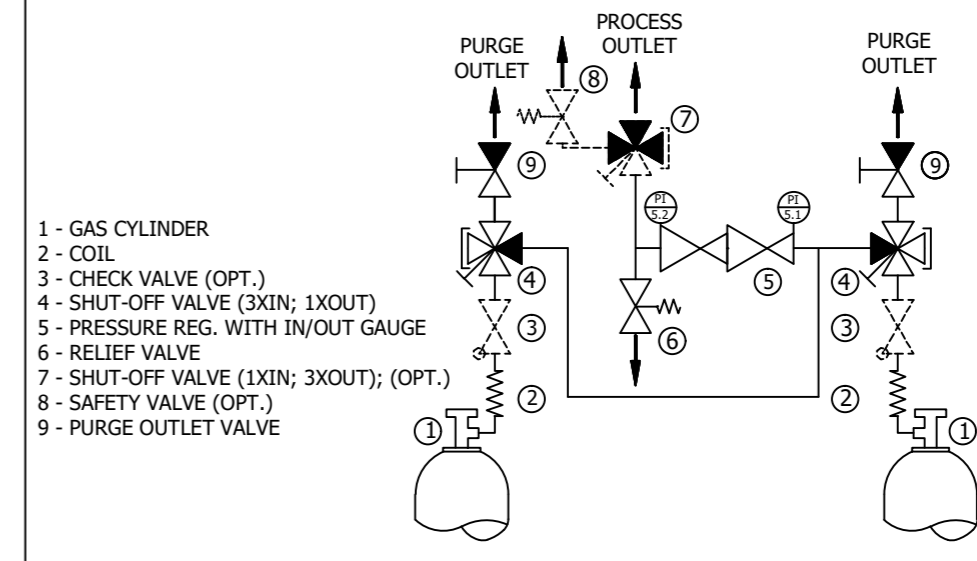 PURGE
OUTLET
PROCESS
OUTLET
PURGE
OUTLET
8
7
9
9
PI
5.2
PI
5.1
1 - GAS CYLINDER
2 - COIL
3 - CHECK VALVE (OPT.)
4 - SHUT-OFF VALVE (3XIN; 1XOUT)
5 - PRESSURE REG. WITH IN/OUT GAUGE
6 - RELIEF VALVE
7 - SHUT-OFF VALVE (1XIN; 3XOUT); (OPT.)
8 - SAFETY VALVE (OPT.)
9 - PURGE OUTLET VALVE
4
5
4
3
6
3
2
2
1
1